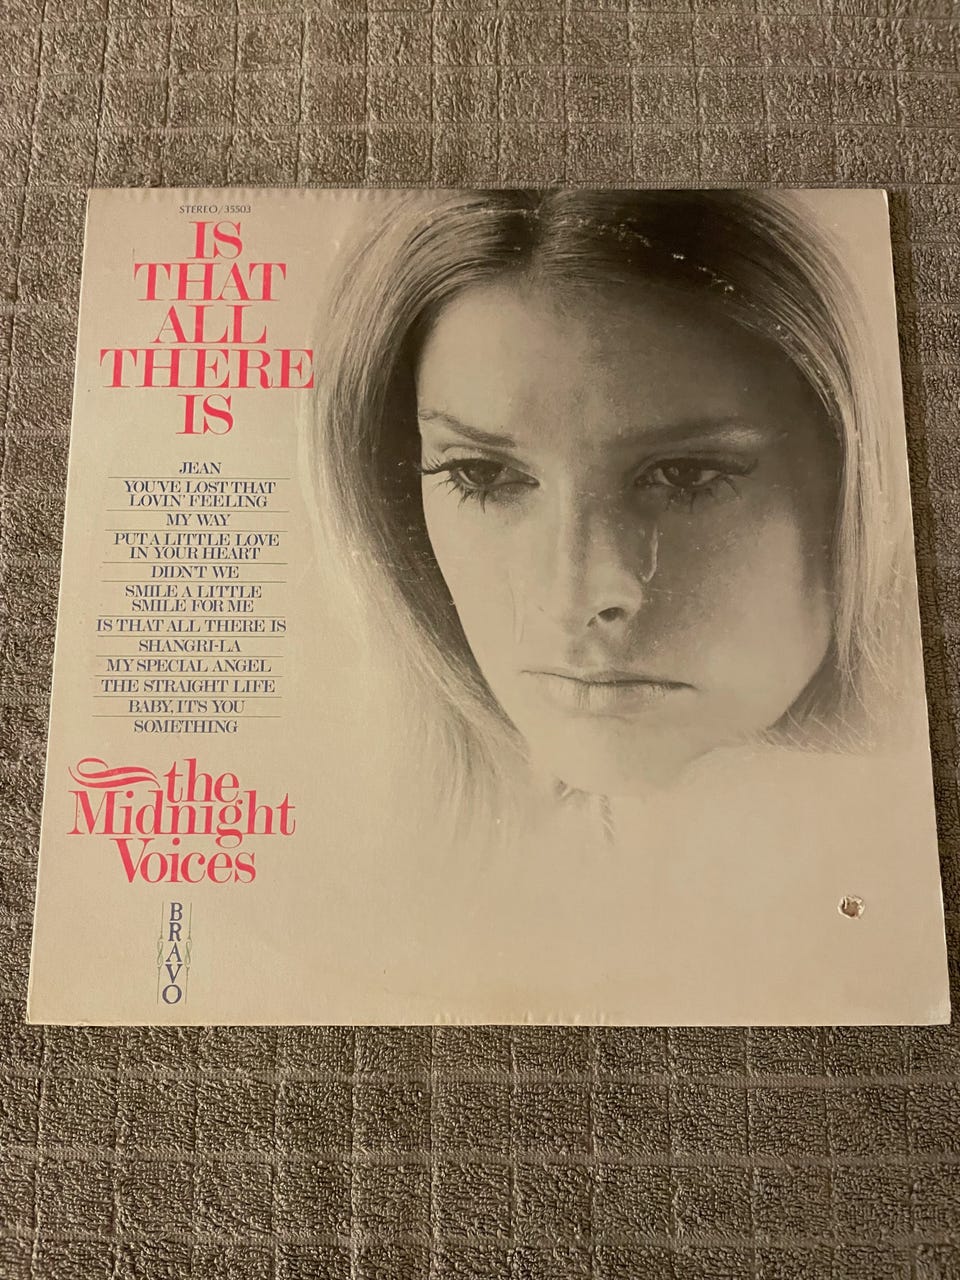 STEREO/35503
IS
THAT
ALL
THERE
IS
JEAN
YOU'VE LOST THAT
LOVIN' FEELING
MY WAY
PUT A LITTLE LOVE
IN YOUR HEART
DIDN'T WE
SMILE A LITTLE
SMILE FOR ME
IS THAT ALL THERE IS
SHANGRI-LA
MY SPECIAL ANGEL
THE STRAIGHT LIFE
BABY, IT'S YOU
SOMETHING
the
Midnight
Voices
BRAVO